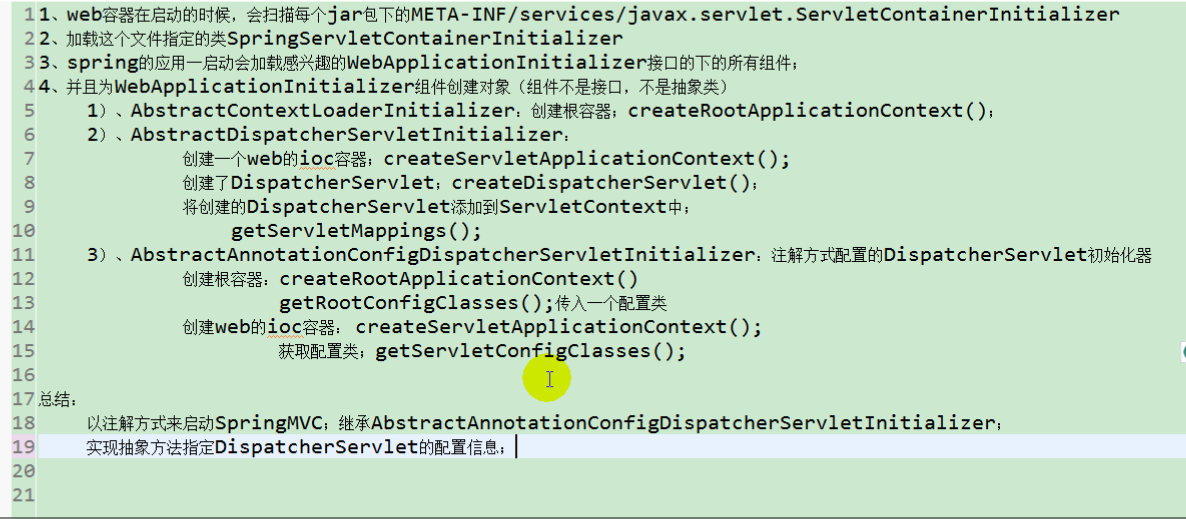 1 1、web容器在启动的时候，会扫描每个jar包下的META-INF/services/javax.servlet.ServletContainerInitializer
2 2、加载这个文件指定的类SpringServletContainerInitializer
3 3、spring的应用一启动会加载感兴趣的WebApplicationInitializer接口的下的所有组件；
4 4、并且为WebApplicationInitializer组件创建对象（组件不是接口，不是抽象类）
5 1）、AbstractContextLoaderInitializer：创建根容器；createRootApplicationContext()；
6 2）、AbstractDispatcherServletInitializer：
7 创建一个web的ioc容器；createServletApplicationContext();
8 创建了DispatcherServlet；createDispatcherServlet()；
9 将创建的DispatcherServlet添加到ServletContext中；
10 getServletMappings();
11 3）、AbstractAnnotationConfigDispatcherServletInitializer：注解方式配置的DispatcherServlet初始化器
12 创建根容器：createRootApplicationContext()
13 getRootConfigClasses();传入一个配置类
14 创建web的ioc容器： createServletApplicationContext();
15 获取配置类；getServletConfigClasses();
16
17 总结：
18 以注解方式来启动SpringMVC；继承AbstractAnnotationConfigDispatcherServletInitializer；
19 实现抽象方法指定DispatcherServlet的配置信息；
20
21